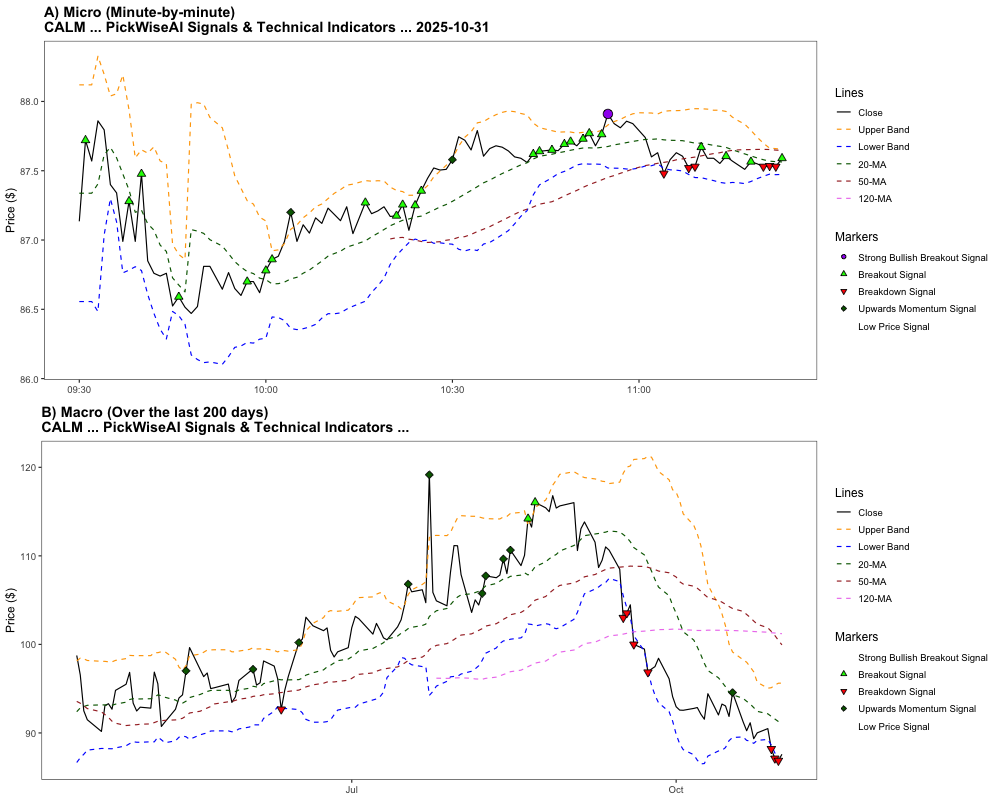 A) Micro (Minute-by-minute)
CALM ... PickWiseAI Signals & Technical Indicators ... 2025-10-31
Price ($)
88.0
87.5
87.0
86.5
86.0
09:30
10:00
10:30
11:00
Lines
Close
Upper Band
Lower Band
20-MA
50-MA
120-MA
Markers
Strong Bullish Breakout Signal
Breakout Signal
Breakdown Signal
Upwards Momentum Signal
Low Price Signal
B) Macro (Over the last 200 days)
CALM ... PickWiseAI Signals & Technical Indicators ...
Price ($)
120
110
100
90
Jul
Oct
Lines
Close
Upper Band
Lower Band
20-MA
50-MA
120-MA
Markers
Strong Bullish Breakout Signal
Breakout Signal
Breakdown Signal
Upwards Momentum Signal
Low Price Signal